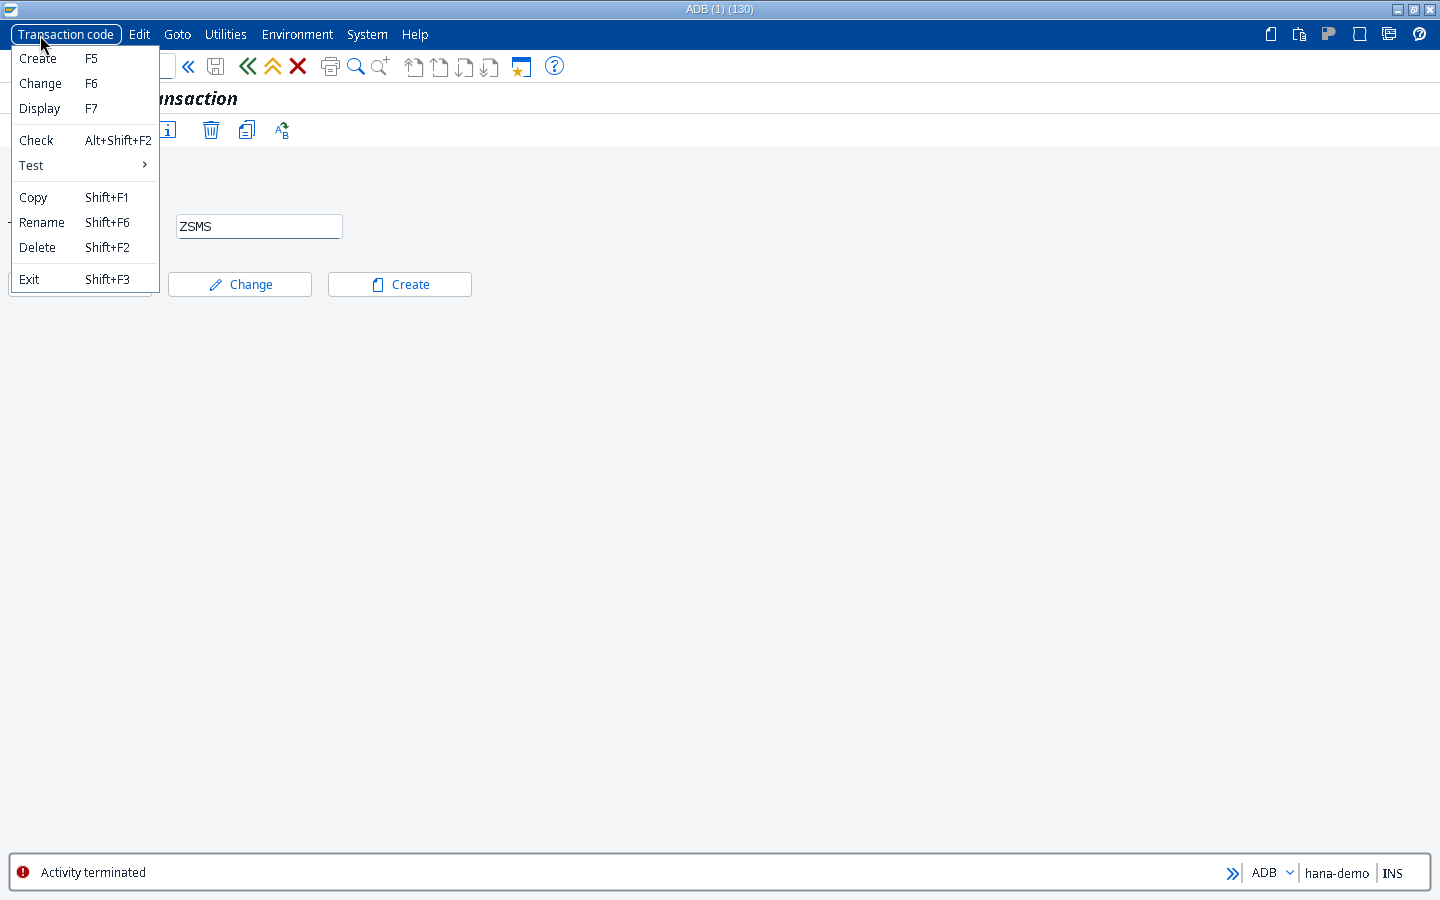 ADB (1) (130)
Transaction code Edit Goto Utilities Environment System Help
Create F5
Change F6
Display F7
nsaction
Check Alt+Shift+F2
Test
Copy Shift+F1
Rename Shift+F6
ZSMS
Delete Shift+F2
Exit Shift+F3
Change Create
Activity terminated
ADB hana-demo INS